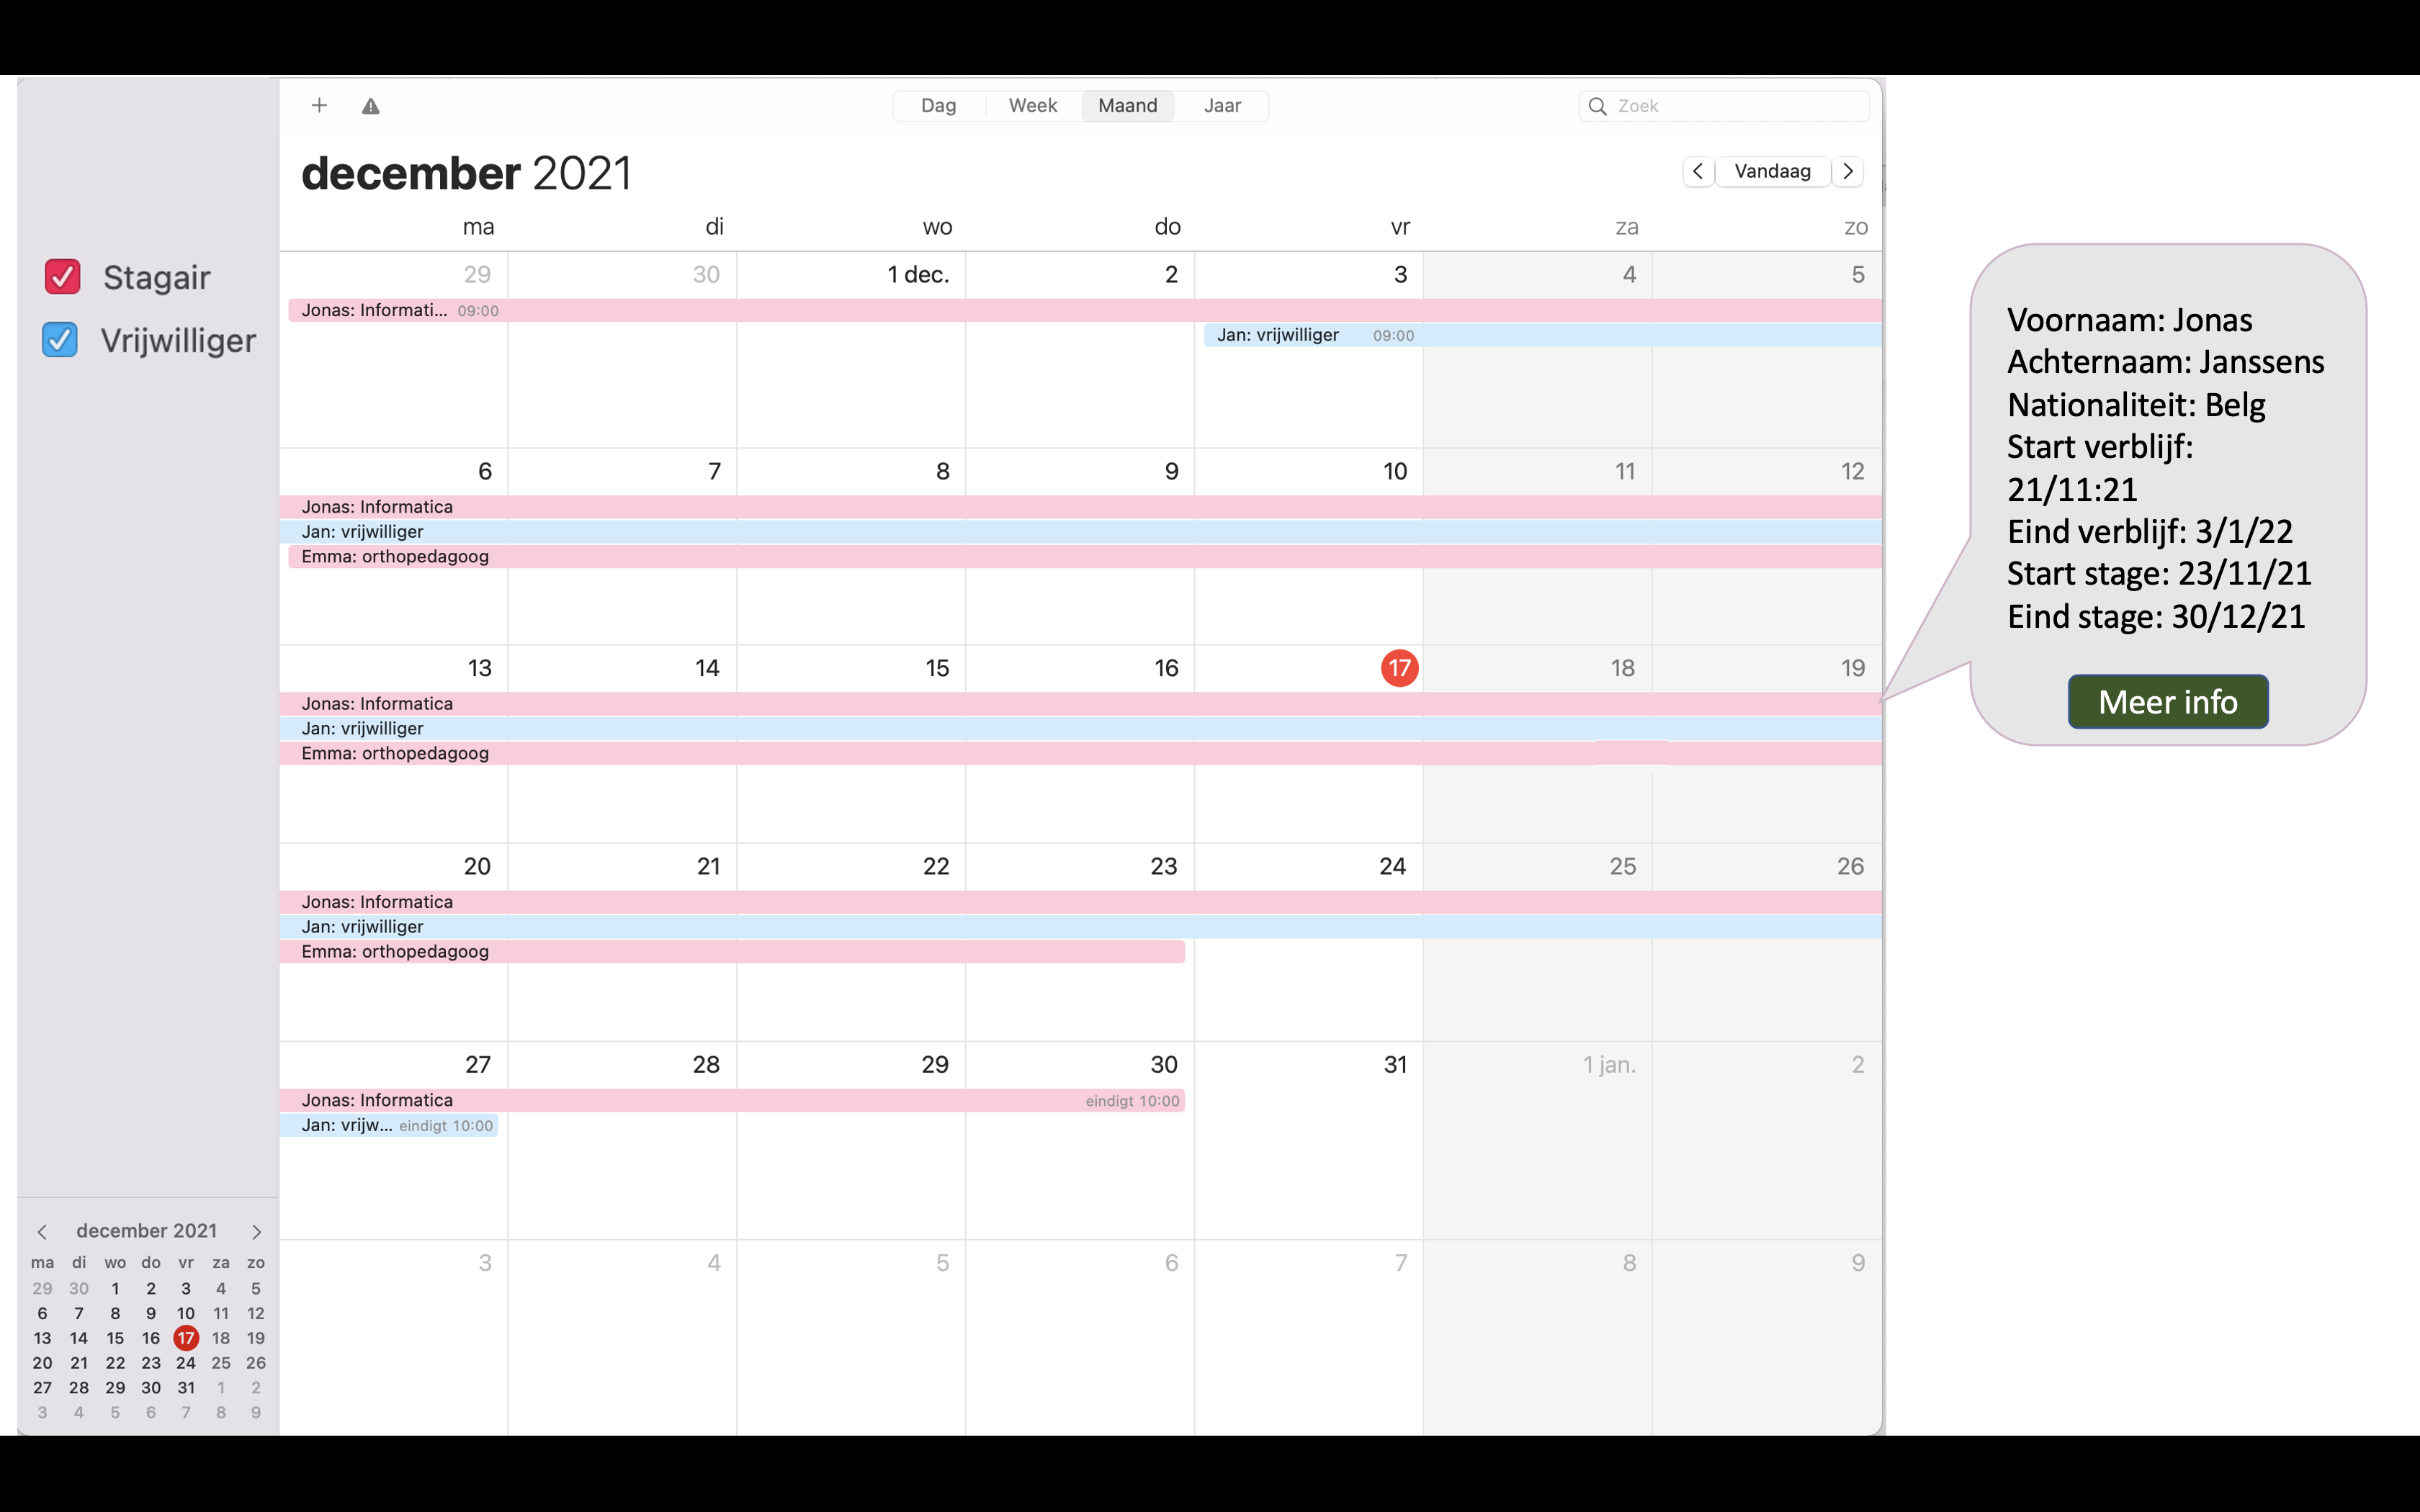 Dag Week Maand Jaar Zoek
december 2021
Vandaag
ma di wo do vr za zo
Stagair
Vrijwilliger
29 30 1 dec. 2 3 4 5
Jonas: Informati... 09:00
Jan: vrijwilliger 09:00
6 7 8 9 10 11 12
Jonas: Informatica
Jan: vrijwilliger
Emma: orthopedagoog
13 14 15 16 17 18 19
Jonas: Informatica
Jan: vrijwilliger
Emma: orthopedagoog
20 21 22 23 24 25 26
Jonas: Informatica
Jan: vrijwilliger
Emma: orthopedagoog
27 28 29 30 31 1 jan. 2
Jonas: Informatica eindigt 10:00
Jan: vrijw... eindigt 10:00
3 4 5 6 7 8 9
december 2021
ma di wo do vr za zo
29 30 1 2 3 4 5
6 7 8 9 10 11 12
13 14 15 16 17 18 19
20 21 22 23 24 25 26
27 28 29 30 31 1 2
3 4 5 6 7 8 9
Voornaam: Jonas
Achternaam: Janssens
Nationaliteit: Belg
Start verblijf:
21/11:21
Eind verblijf: 3/1/22
Start stage: 23/11/21
Eind stage: 30/12/21
Meer info